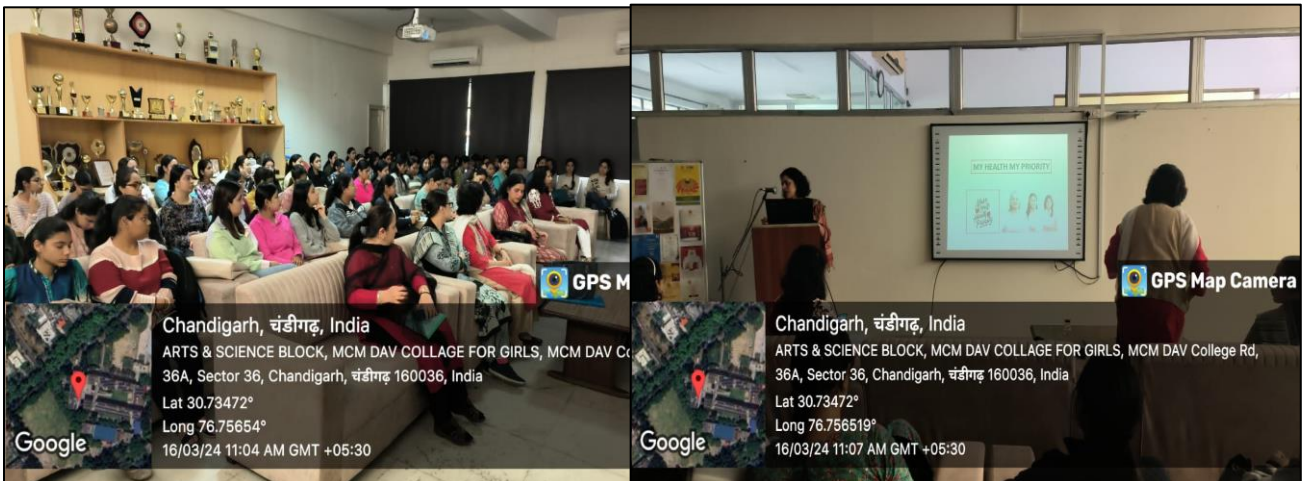 GPS M
Chandigarh, चंडीगढ़, India
ARTS & SCIENCE BLOCK, MCM DAV COLLAGE FOR GIRLS, MCM DAV Co
36A, Sector 36, Chandigarh, चंडीगढ़ 160036, India
Lat 30.73472°
Long 76.75654°
16/03/24 11:04 AM GMT +05:30
Google
MY HEALTH MY PRIORITY
GPS Map Camera
Chandigarh, चंडीगढ़, India
ARTS & SCIENCE BLOCK, MCM DAV COLLAGE FOR GIRLS, MCM DAV College Rd,
36A, Sector 36, Chandigarh, चंडीगढ़ 160036, India
Lat 30.73472°
Long 76.756519°
16/03/24 11:07 AM GMT +05:30
Google